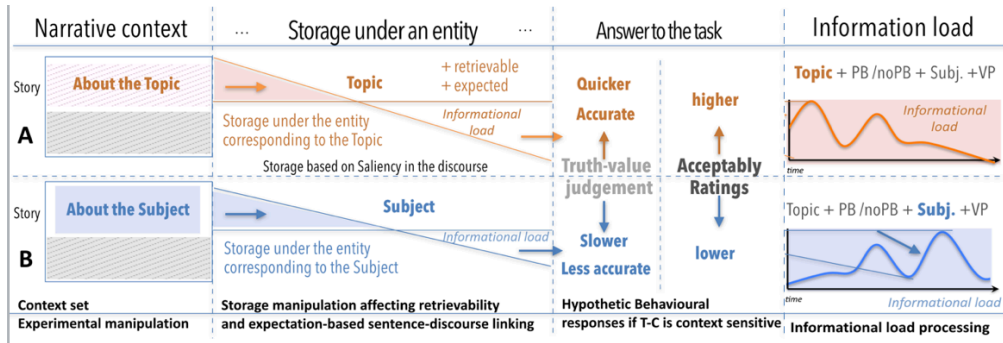 Narrative context
... Storage under an entity ...
Answer to the task
Information load
Story
About the Topic
A
Topic
+ retrievable
+ expected
Informational load
Storage under the entity
corresponding to the Topic
Storage based on Saliency in the discourse
Quicker
Accurate
higher
Truth-value
judgement
Acceptably
Ratings
Topic + PB /noPB + Subj. +VP
Informational
load
time
Story
About the Subject
B
Subject
Informational load
Storage under the entity
corresponding to the Subject
Slower
Less accurate
lower
Topic + PB /noPB + Subj. +VP
time
Informational load
Context set
Experimental manipulation
Storage manipulation affecting retrievability
and expectation-based sentence-discourse linking
Hypothetic Behavioural
responses if T-C is context sensitive
Informational load processing